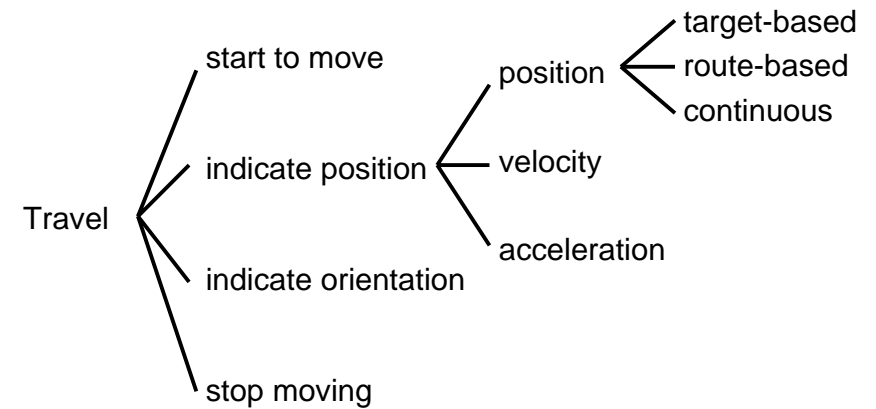 Travel
start to move
indicate position
indicate orientation
stop moving
position
velocity
acceleration
target-based
route-based
continuous